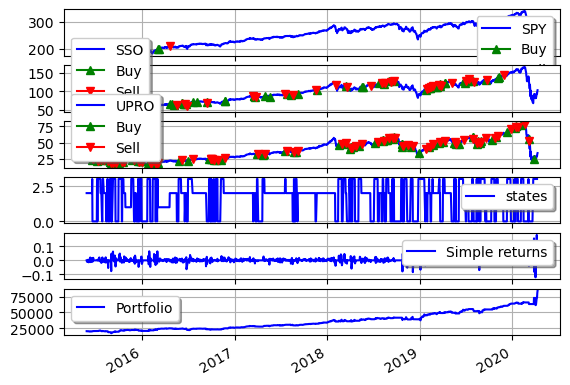 300
200
SPY
Buy
SSO
Buy
Sell
150
100
50
UPRO
Buy
Sell
75
50
25
2.5
0.0
states
0.1
0.0
−0.1
Simple returns
75000
50000
25000
Portfolio
2016
2017
2018
2019
2020